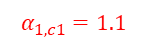 α₁,c₁ = 1.1